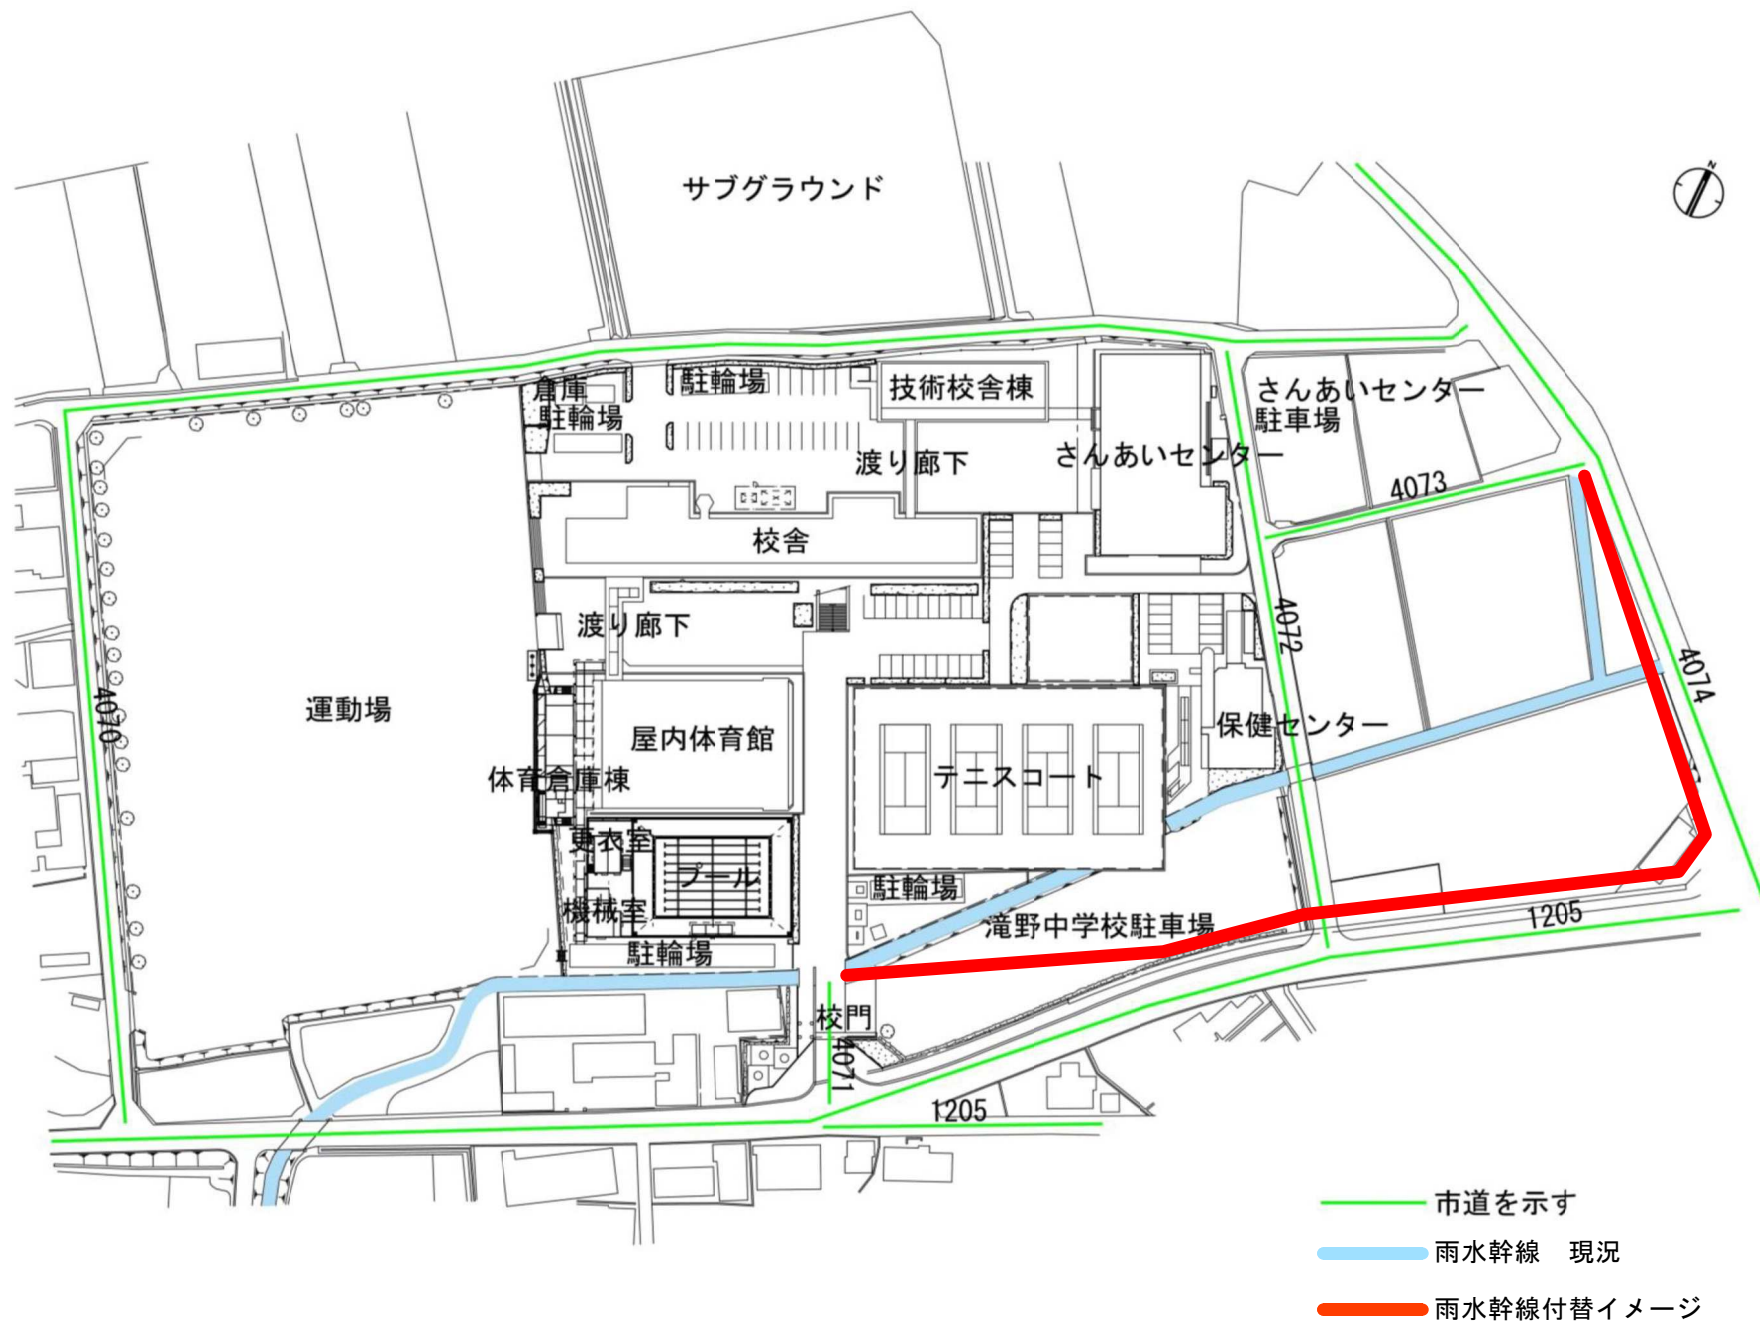 N
サブグラウンド
倉庫
駐輪場
駐輪場
技術校舎棟
さんあいセンター
駐車場
渡り廊下
さんあいセンター
4073
校舎
4072
渡り廊下
4074
4070
運動場
屋内体育館
保健センター
体育倉庫棟
テニスコート
更衣室
プール
駐輪場
機械室
滝野中学校駐車場
1205
駐輪場
校門
4071
1205
市道を示す
雨水幹線　現況
雨水幹線付替イメージ